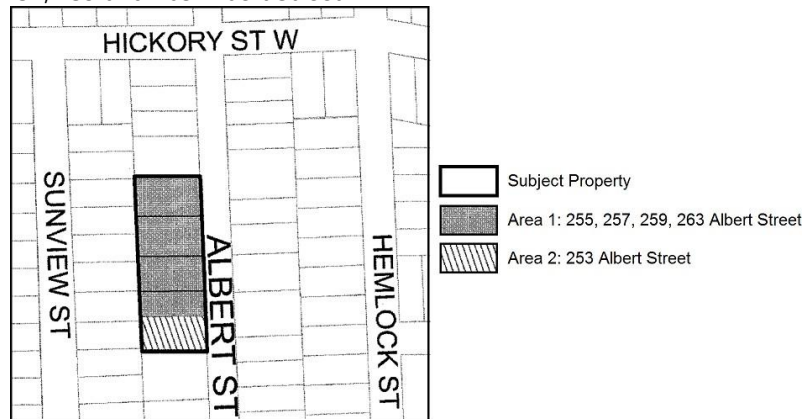 HICKORY ST W
SUNVIEW ST
ALBERT ST
HEMLOCK ST
Subject Property
Area 1: 255, 257, 259, 263 Albert Street
Area 2: 253 Albert Street